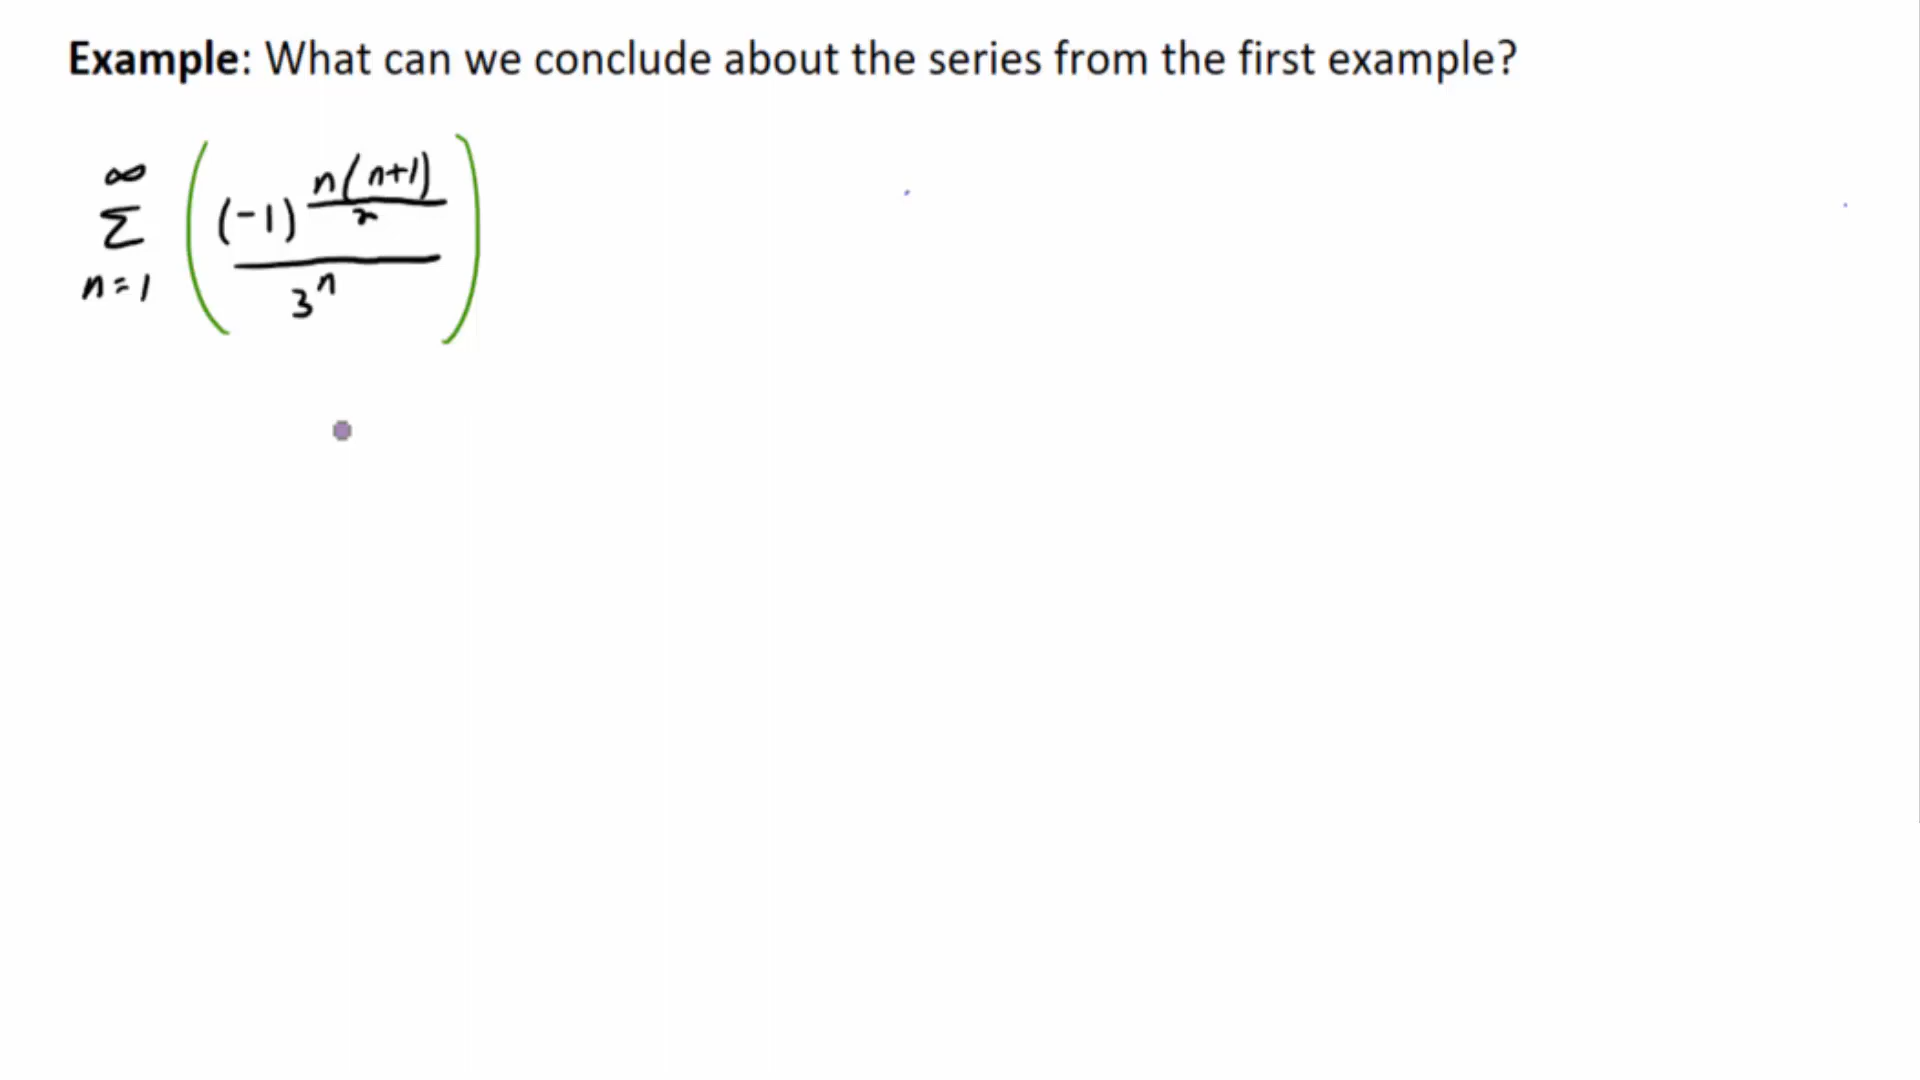 Example: What can we conclude about the series from the first example?
∞
Σ
n=1
(
(-1)^(n(n+1)/2)
3^n
)